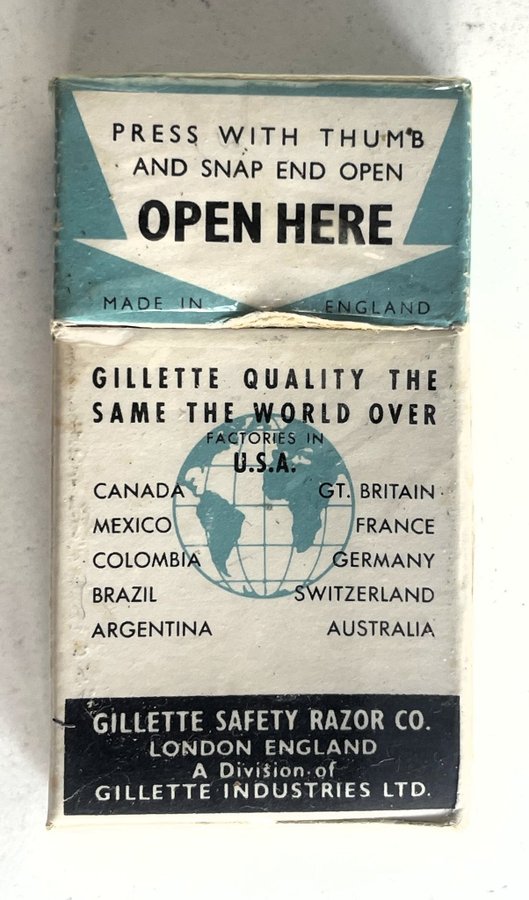 PRESS WITH THUMB
AND SNAP END OPEN
OPEN HERE
MADE IN ENGLAND
GILLETTE QUALITY THE
SAME THE WORLD OVER
FACTORIES IN
U.S.A.
CANADA GT. BRITAIN
MEXICO FRANCE
COLOMBIA GERMANY
BRAZIL SWITZERLAND
ARGENTINA AUSTRALIA
GILLETTE SAFETY RAZOR CO.
LONDON ENGLAND
A Division of
GILLETTE INDUSTRIES LTD.